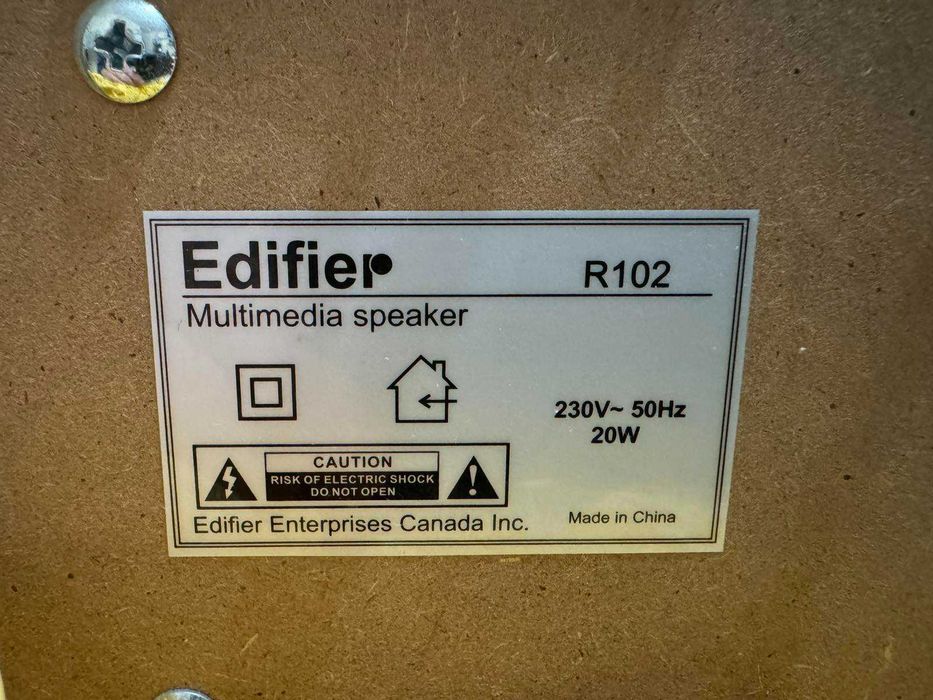 Edifier R102
Multimedia speaker
230V~ 50Hz
20W
CAUTION
RISK OF ELECTRIC SHOCK
DO NOT OPEN
Edifier Enterprises Canada Inc.
Made in China